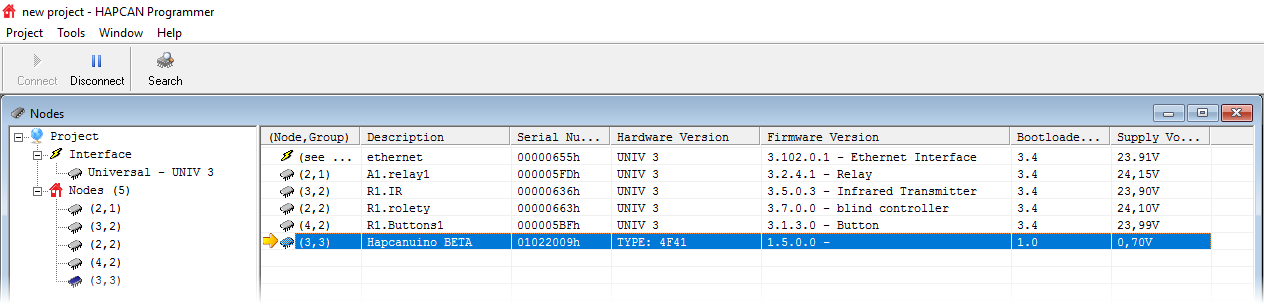 new project - HAPCAN Programmer
Project Tools Window Help
Connect Disconnect Search
Nodes
Project
Interface
Universal - UNIV 3
Nodes (5)
(2,1)
(3,2)
(2,2)
(4,2)
(3,3)
(Node,Group) Description Serial Nu... Hardware Version Firmware Version Bootloade... Supply Vo...
(see ... ethernet 00000655h UNIV 3 3.102.0.1 - Ethernet Interface 3.4 23.91V
(2,1) A1.relay1 000005FDh UNIV 3 3.2.4.1 - Relay 3.4 24,15V
(3,2) R1.IR 00000636h UNIV 3 3.5.0.3 - Infrared Transmitter 3.4 23,90V
(2,2) R1.rolety 00000663h UNIV 3 3.7.0.0 - blind controller 3.4 24,10V
(4,2) R1.Buttons1 000005BFh UNIV 3 3.1.3.0 - Button 3.4 23,99V
(3,3) Hapcanuino BETA 01022009h TYPE: 4F41 1.5.0.0 - 1.0 0,70V